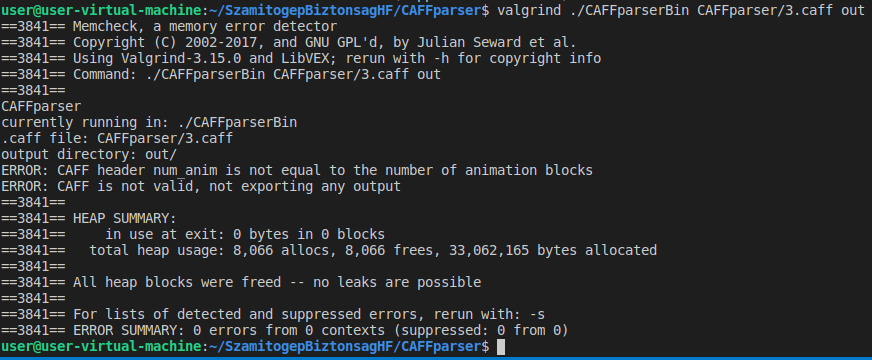 user@user-virtual-machine:~/SzamitogepBiztonsagHF/CAFFparser$ valgrind ./CAFFparserBin CAFFparser/3.caff out
==3841== Memcheck, a memory error detector
==3841== Copyright (C) 2002-2017, and GNU GPL'd, by Julian Seward et al.
==3841== Using Valgrind-3.15.0 and LibVEX; rerun with -h for copyright info
==3841== Command: ./CAFFparserBin CAFFparser/3.caff out
==3841==
CAFFparser
currently running in: ./CAFFparserBin
.caff file: CAFFparser/3.caff
output directory: out/
ERROR: CAFF header num_anim is not equal to the number of animation blocks
ERROR: CAFF is not valid, not exporting any output
==3841==
==3841== HEAP SUMMARY:
==3841==     in use at exit: 0 bytes in 0 blocks
==3841==   total heap usage: 8,066 allocs, 8,066 frees, 33,062,165 bytes allocated
==3841==
==3841== All heap blocks were freed -- no leaks are possible
==3841==
==3841== For lists of detected and suppressed errors, rerun with: -s
==3841== ERROR SUMMARY: 0 errors from 0 contexts (suppressed: 0 from 0)
user@user-virtual-machine:~/SzamitogepBiztonsagHF/CAFFparser$